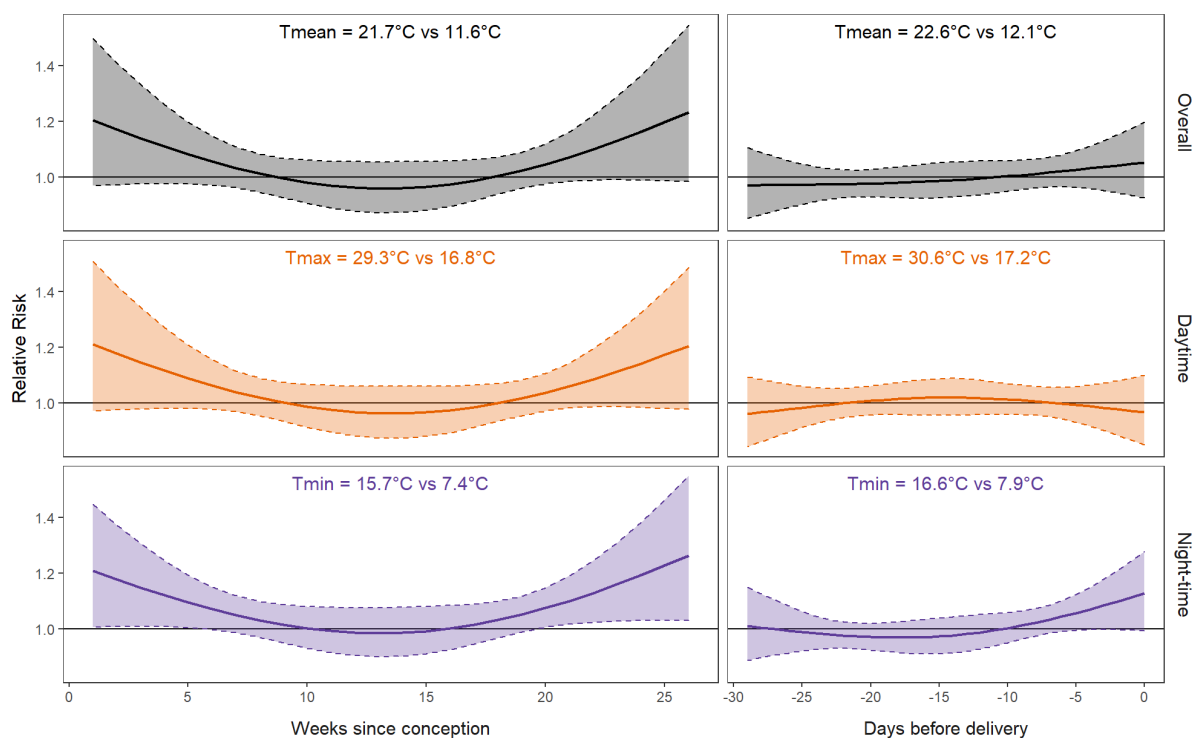 Tmean = 21.7°C vs 11.6°C
Tmean = 22.6°C vs 12.1°C
Overall
1.4
1.2
1.0
Tmax = 29.3°C vs 16.8°C
Tmax = 30.6°C vs 17.2°C
Daytime
Relative Risk
1.4
1.2
1.0
Tmin = 15.7°C vs 7.4°C
Tmin = 16.6°C vs 7.9°C
Night-time
1.4
1.2
1.0
0 5 10 15 20 25
-30 -25 -20 -15 -10 -5 0
Weeks since conception
Days before delivery